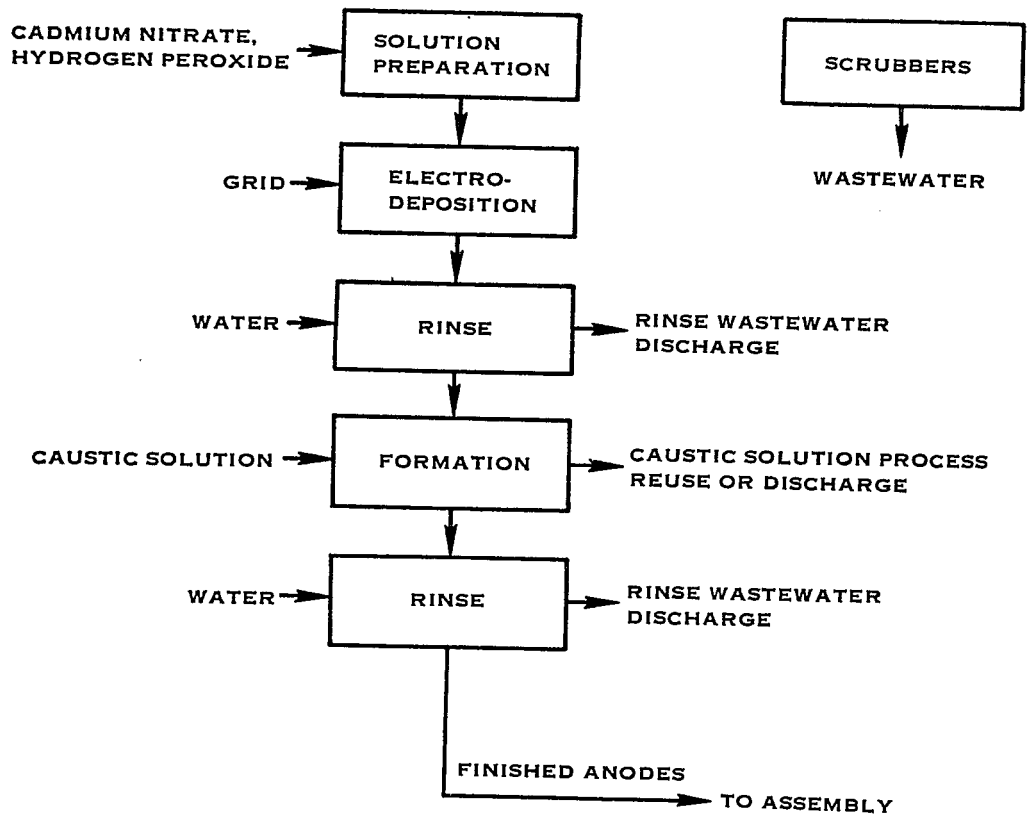 CADMIUM NITRATE,
HYDROGEN PEROXIDE
SOLUTION
PREPARATION
SCRUBBERS
WASTEWATER
GRID
ELECTRO-
DEPOSITION
WATER
RINSE
RINSE WASTEWATER
DISCHARGE
CAUSTIC SOLUTION
FORMATION
CAUSTIC SOLUTION PROCESS
REUSE OR DISCHARGE
WATER
RINSE
RINSE WASTEWATER
DISCHARGE
FINISHED ANODES
TO ASSEMBLY